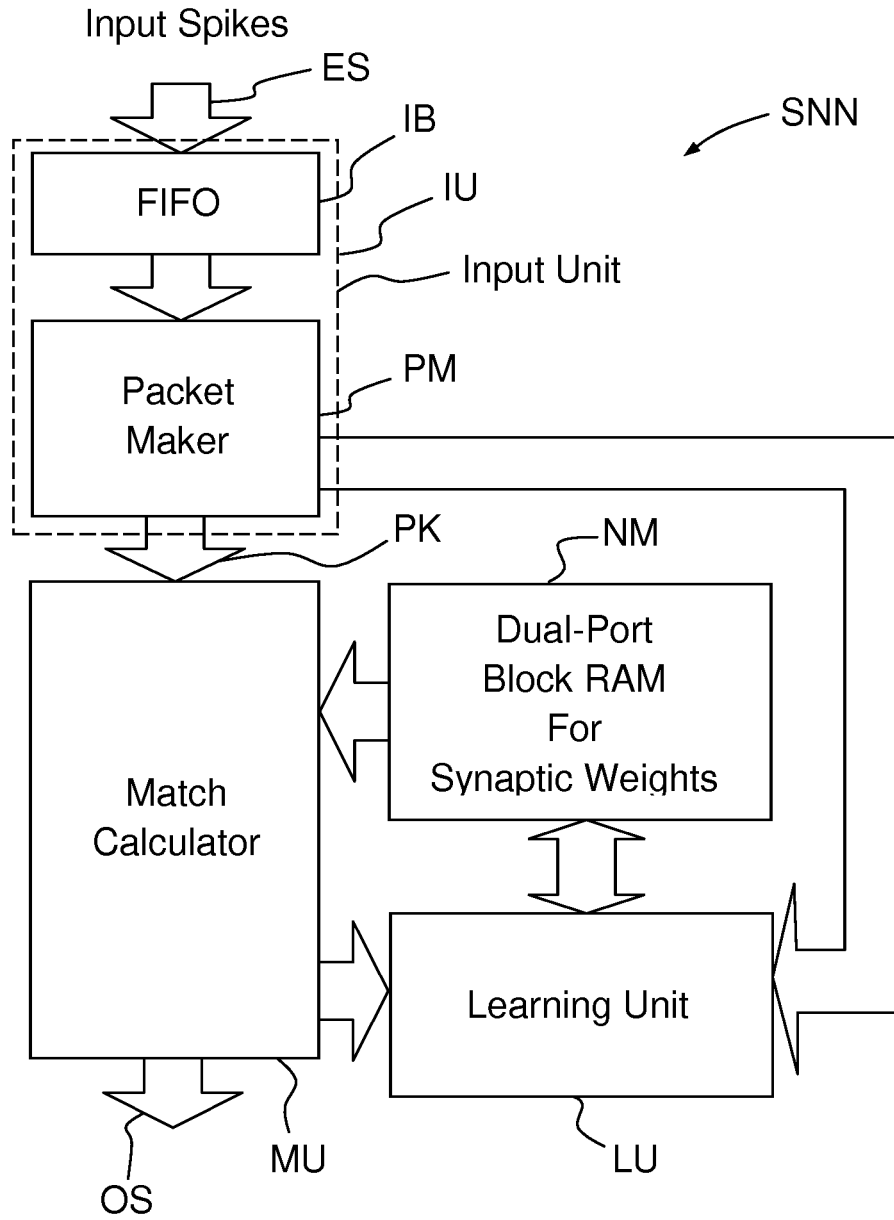 Input Spikes
ES
SNN
IB
FIFO
IU
Input Unit
PM
Packet
Maker
PK
NM
Dual-Port
Block RAM
For
Synaptic Weights
Match
Calculator
Learning Unit
MU
LU
OS